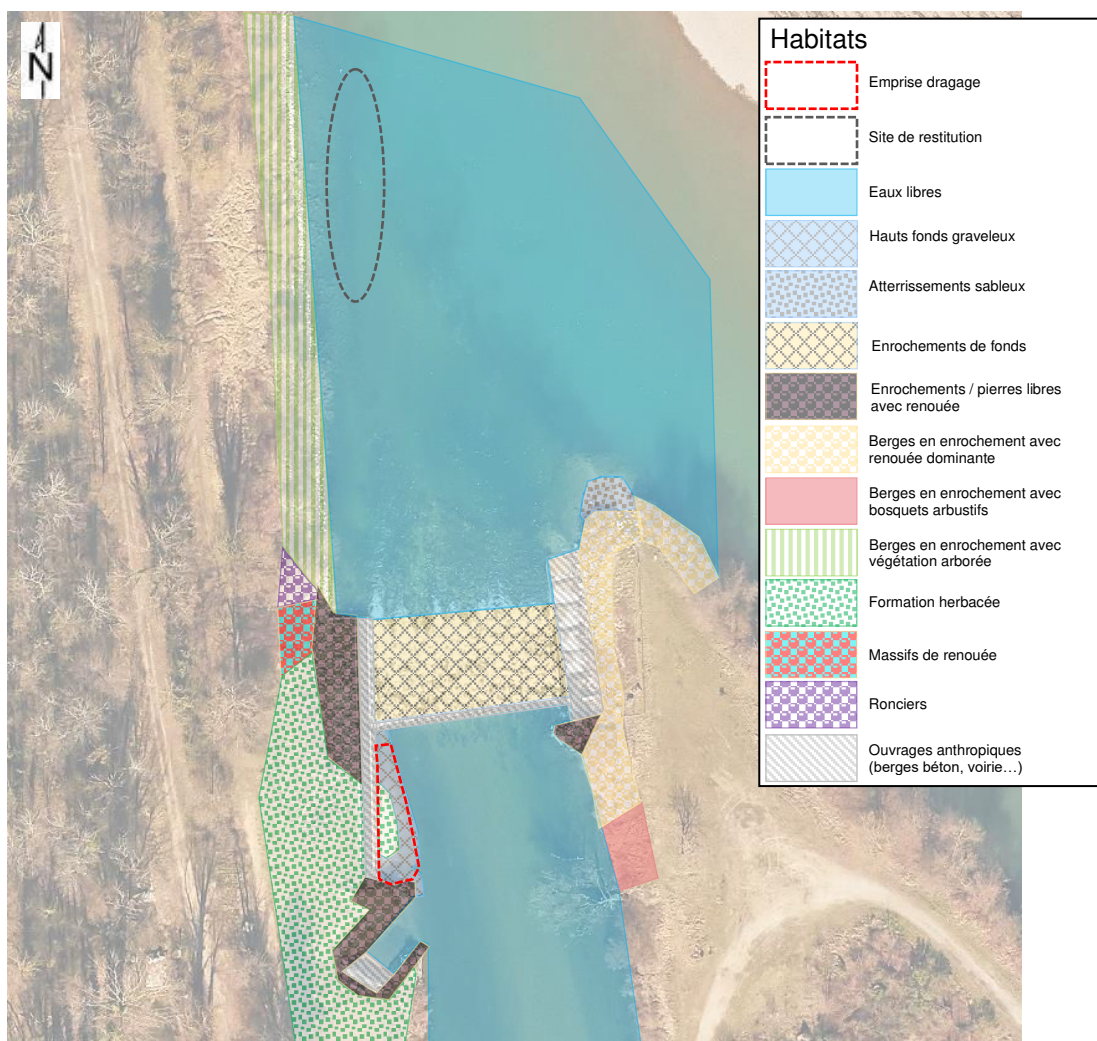 N
Habitats
Emprise dragage
Site de restitution
Eaux libres
Hauts fonds graveleux
Atterrissements sableux
Enrochements de fonds
Enrochements / pierres libres
avec renouée
Berges en enrochement avec
renouée dominante
Berges en enrochement avec
bosquets arbustifs
Berges en enrochement avec
végétation arborée
Formation herbacée
Massifs de renouée
Ronciers
Ouvrages anthropiques
(berges béton, voirie…)